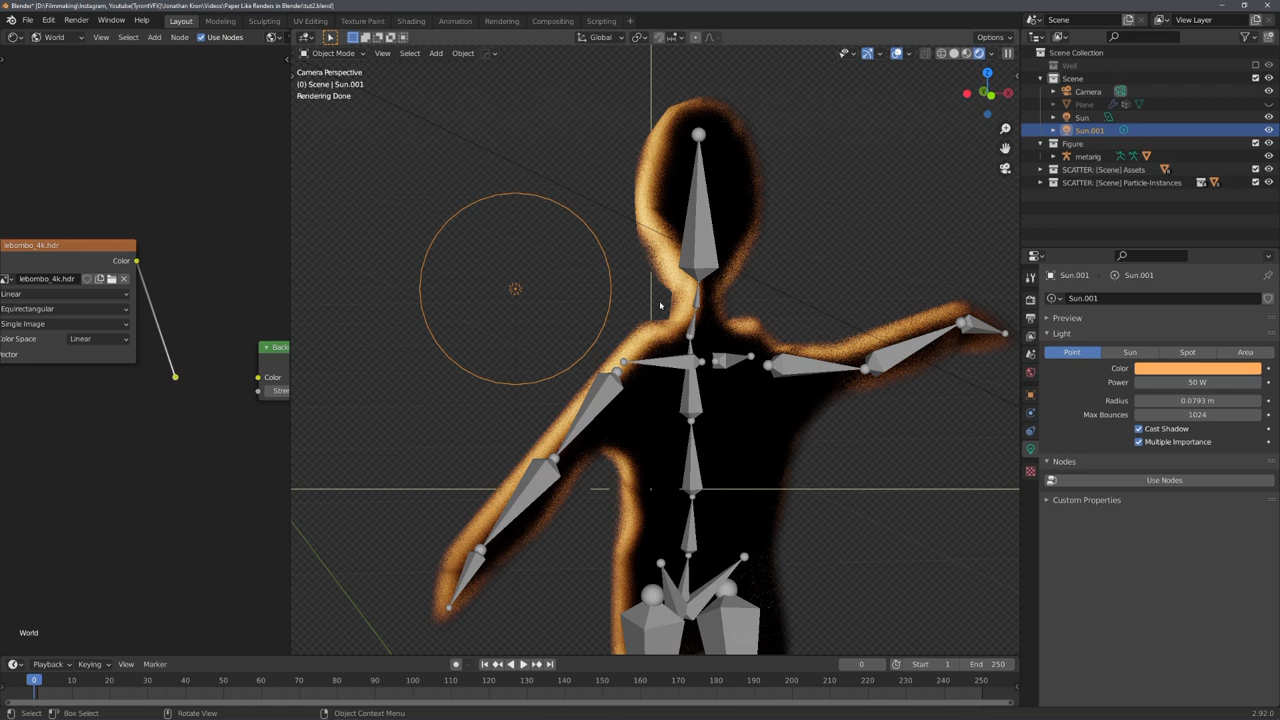 Blender* [D:\Filmmaking\Instagram, Youtube(TyrontVFX)\Jonathan Kron\Videos\Paper Like Renders in Blender\tut2.blend]
File Edit Render Window Help Layout Modeling Sculpting UV Editing Texture Paint Shading Animation Rendering Compositing Scripting Scene View Layer
World View Select Add Node Use Nodes Global Options
Object Mode View Select Add Object
Camera Perspective
(0) Scene | Sun.001
Rendering Done
Z
Scene Collection
Well
Scene
Camera
Plane
Sun
Sun.001
Figure
metarig
SCATTER: [Scene] Assets
SCATTER: [Scene] Particle-Instances
lebombo_4k.hdr
Color
lebombo_4k.hdr
Linear
Equirectangular
Single Image
Color Space Linear
Vector
Back
Color
Stren
World
Sun.001 Sun.001
Sun.001
Preview
Light
Point Sun Spot Area
Color
Power 50 W
Radius 0.0793 m
Max Bounces 1024
Cast Shadow
Multiple Importance
Nodes
Use Nodes
Custom Properties
Playback Keying View Marker 0 Start 1 End 250
0 10 20 30 40 50 60 70 80 90 100 110 120 130 140 150 160 170 180 190 200 210 220 230 240 250
Select Box Select Rotate View Object Context Menu 2.92.0